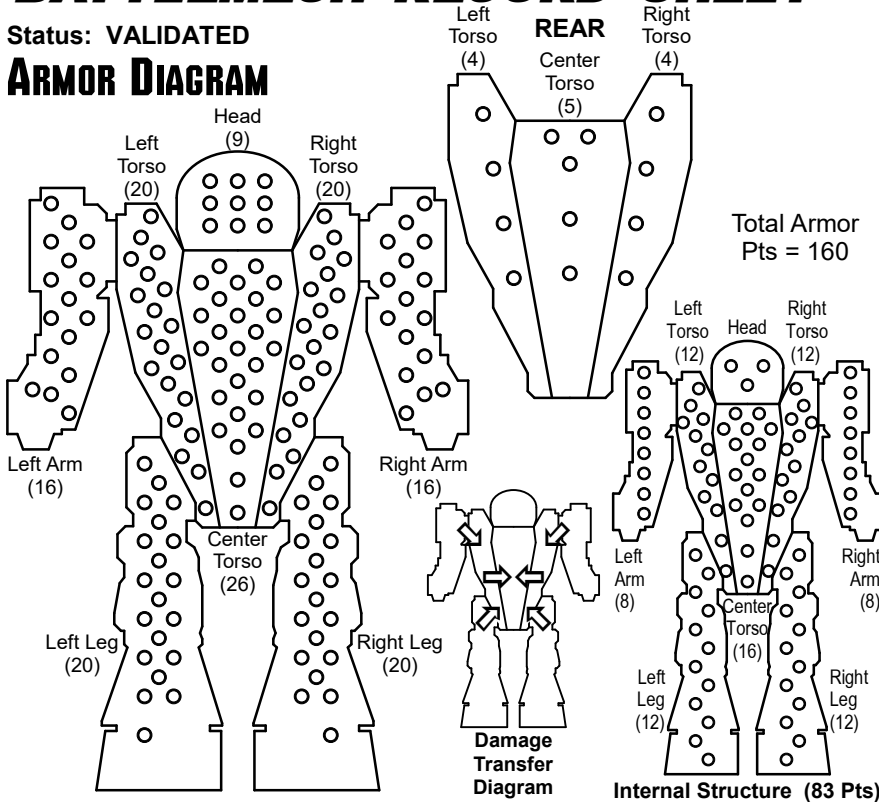 BATTLEMECH RECORD SHEET
Status: VALIDATED
ARMOR DIAGRAM
Head
(9)
Left
Torso
(20)
Right
Torso
(20)
Left Arm
(16)
Right Arm
(16)
Center
Torso
(26)
Left Leg
(20)
Right Leg
(20)
Left
Torso
(4)
REAR
Right
Torso
(4)
Center
Torso
(5)
Total Armor
Pts = 160
Left
Torso
(12)
Head
Right
Torso
(12)
Left
Arm
(8)
Right
Arm
(8)
Center
Torso
(16)
Left
Leg
(12)
Right
Leg
(12)
Damage
Transfer
Diagram
Internal Structure (83 Pts)